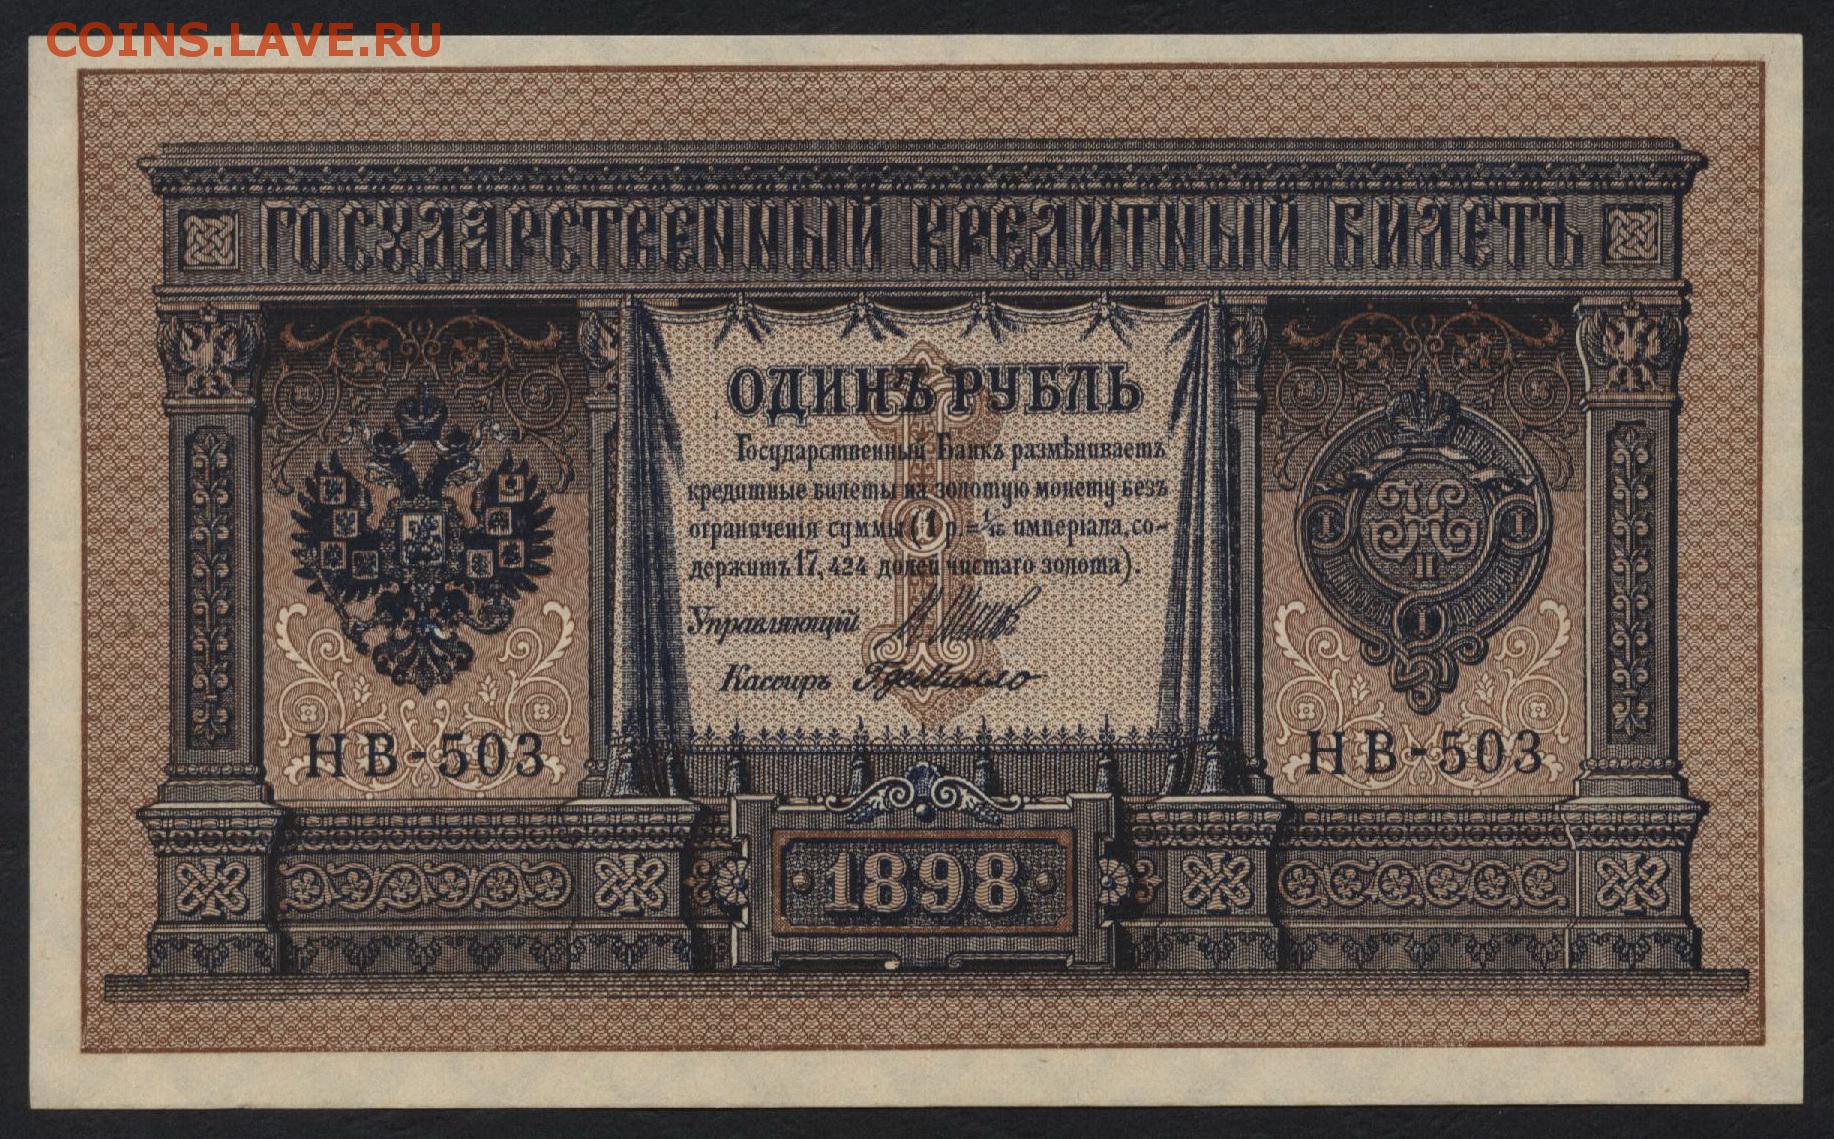 COINS.LAVE.RU
ГОСУДАРСТВЕННЫЙ КРЕДИТНЫЙ БИЛЕТЪ
ОДИНЪ РУБЛЬ
Государственный Банкъ размѣниваетъ
кредитные билеты на золотую монету безъ
ограниченія суммы (1 р = 1/15 имперіала, со-
держитъ 17,424 долей чистаго золота).
Управляющій
Кассиръ
НВ-503
НВ-503
I I
II
I
1898